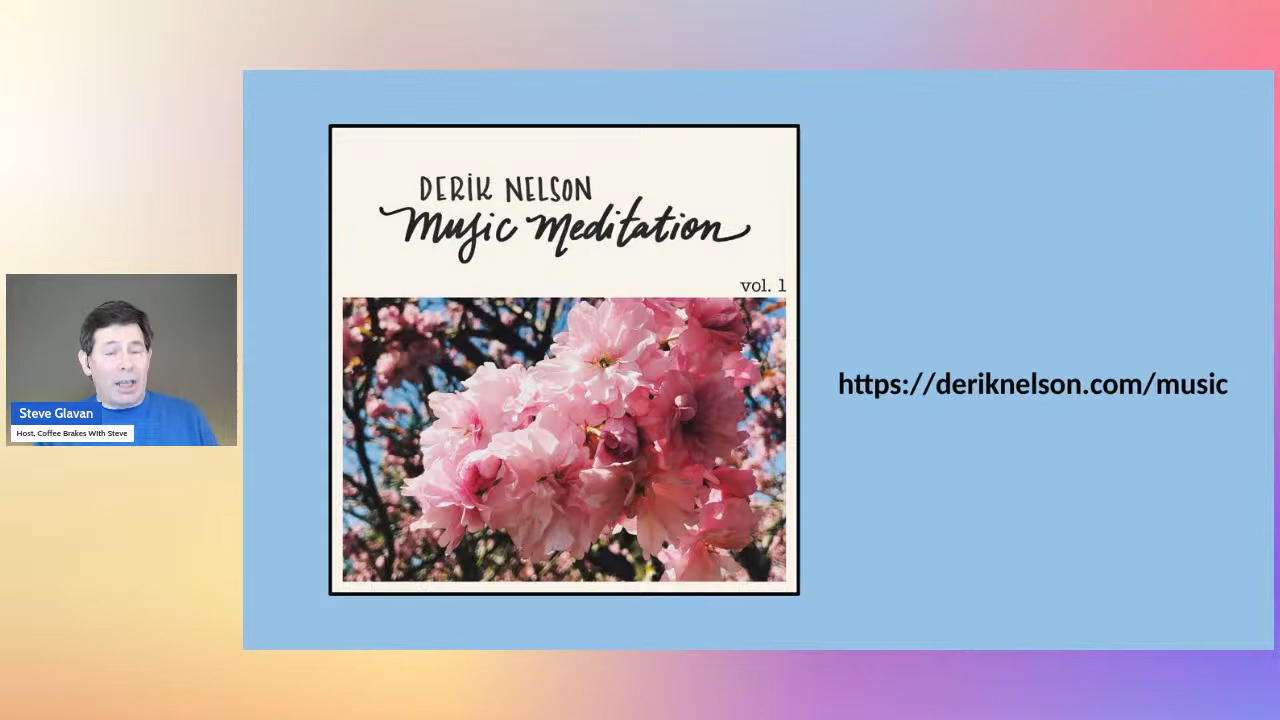 DERIK NELSON
Music Meditation
vol. 1
https://deriknelson.com/music
Steve Glavan
Host, Coffee Brakes WIth Steve